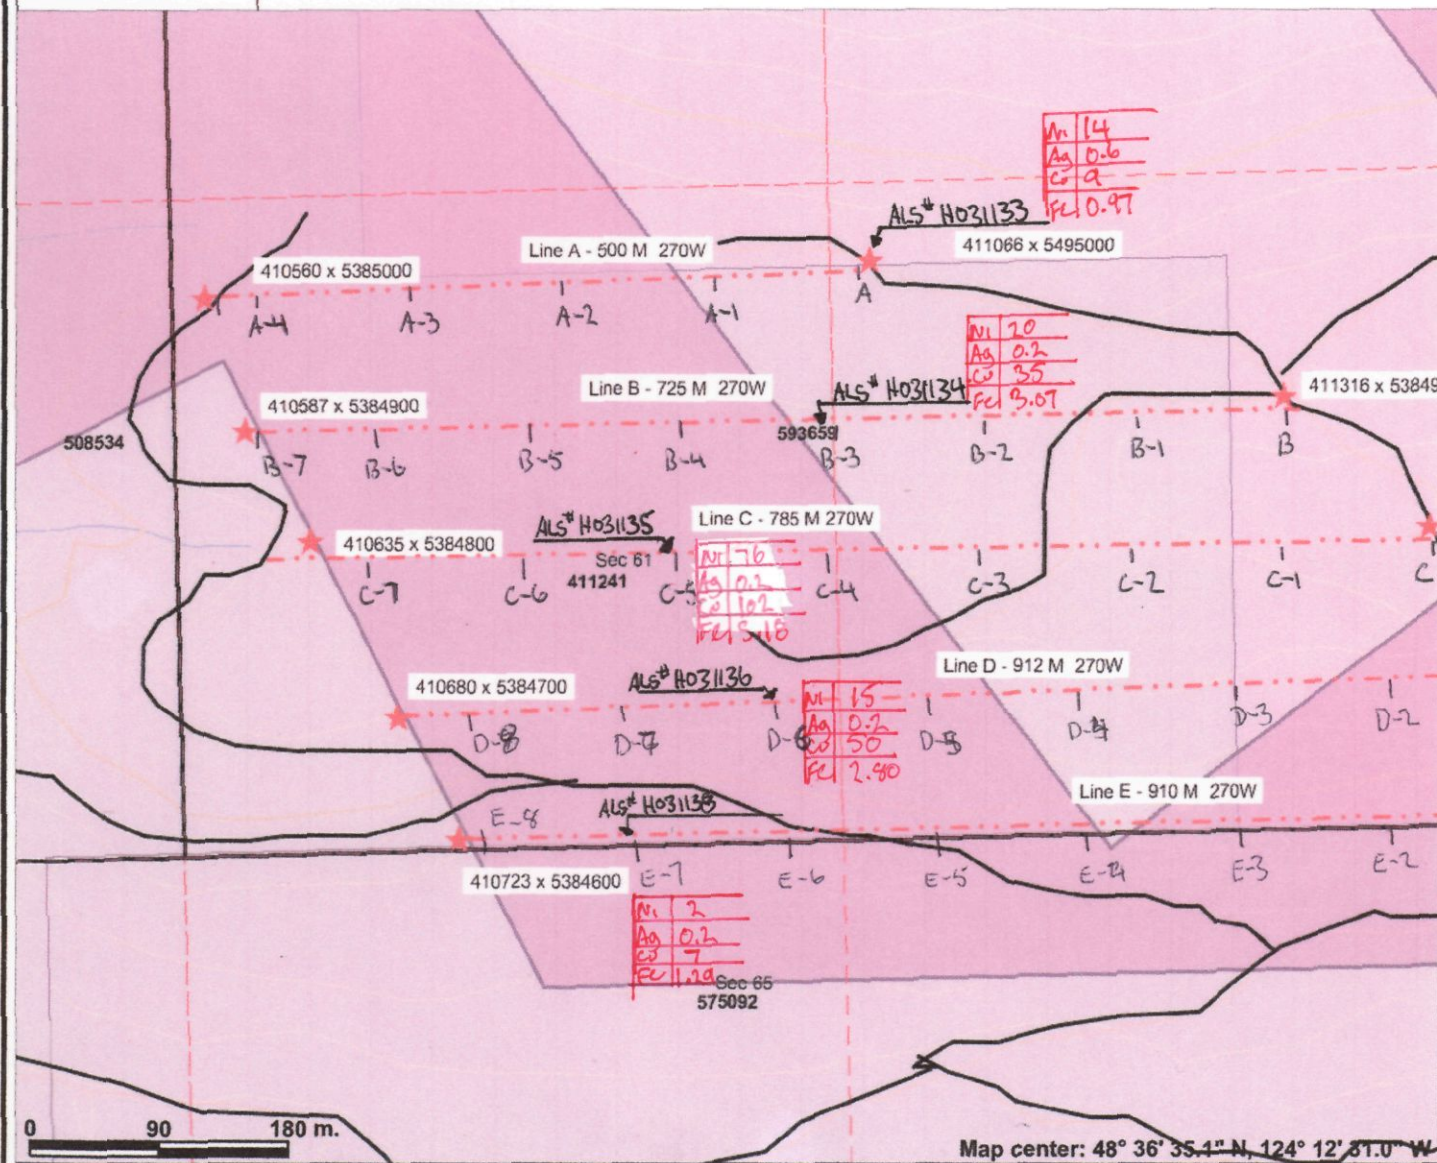 Ni 14
Ag 0.6
Cu 9
Fe 0.97
ALS# H031133
411066 x 5495000
Line A - 500 M 270W
410560 x 5385000
A-4
A-3
A-2
A-1
A
Ni 20
Ag 0.2
Cu 35
Fe 3.07
ALS# H031134
Line B - 725 M 270W
411316 x 53849
410587 x 5384900
508534
593659
B-7
B-6
B-5
B-4
B-3
B-2
B-1
B
ALS# H031135
Line C - 785 M 270W
410635 x 5384800
Sec 61
411241
Ni 76
Ag 0.2
Cu 102
Fe 5.18
C-7
C-6
C-5
C-4
C-3
C-2
C-1
C
Line D - 912 M 270W
ALS# H031136
410680 x 5384700
Ni 15
Ag 0.2
Cu 50
Fe 2.80
D-8
D-7
D-6
D-5
D-4
D-3
D-2
Line E - 910 M 270W
ALS# H031138
E-8
410723 x 5384600
E-7
E-6
E-5
E-4
E-3
E-2
Ni 2
Ag 0.2
Cu 7
Fe 1.29
Sec 65
575092
0 90 180 m.
Map center: 48° 36' 35.1" N, 124° 12' 31.0" W